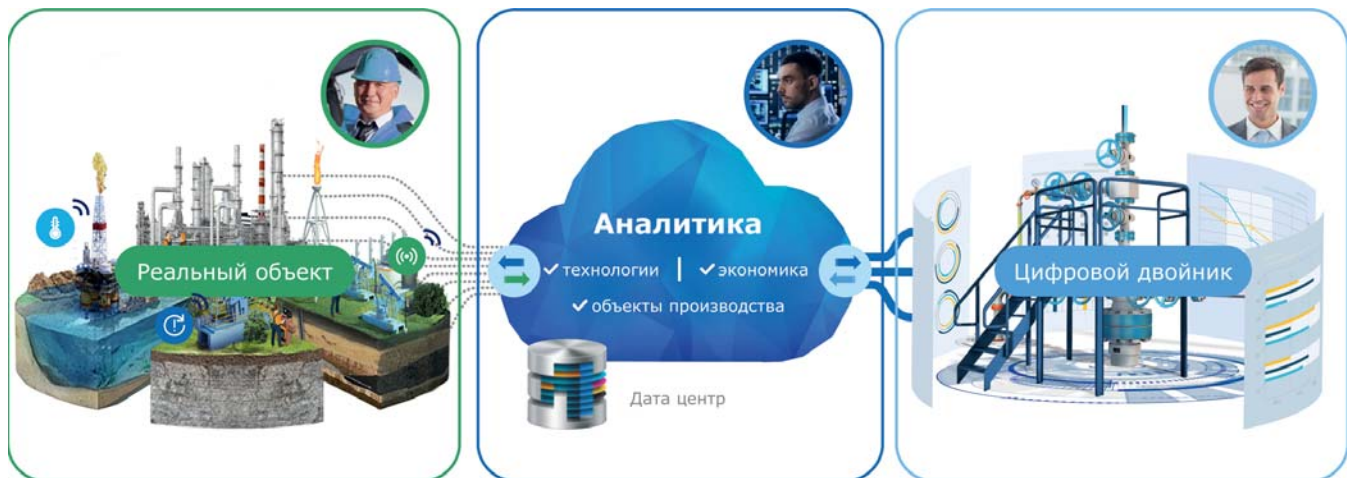 Реальный объект
Аналитика
✓ технологии | ✓ экономика
✓ объекты производства
Дата центр
Цифровой двойник